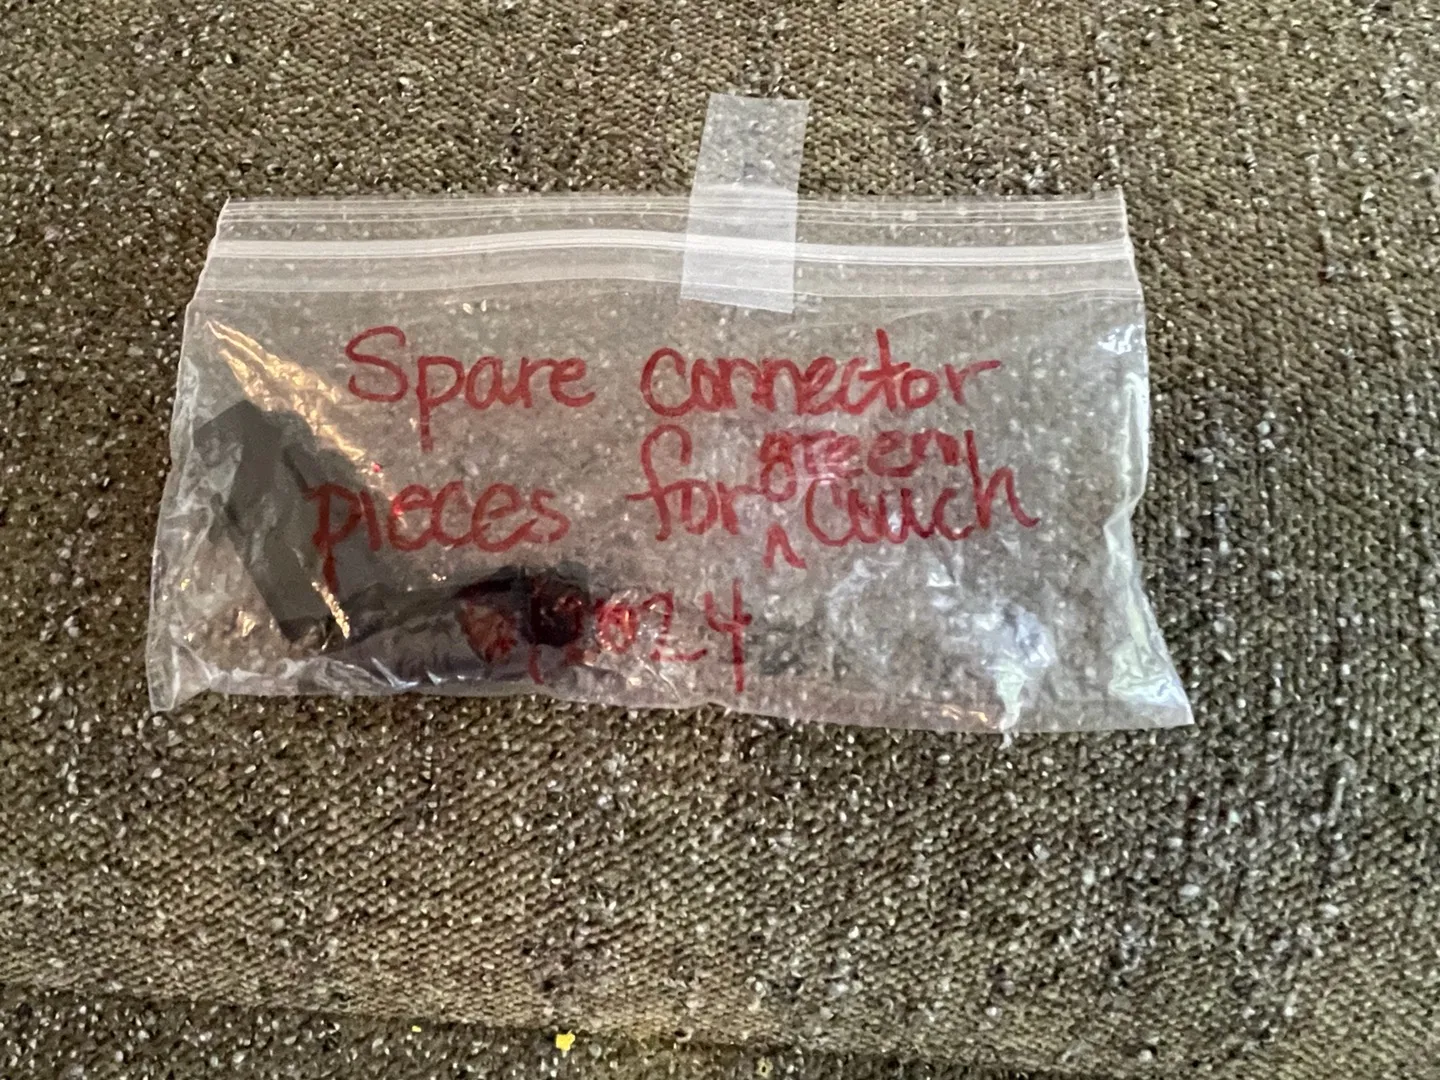 Spare connector
pieces for green couch
2024